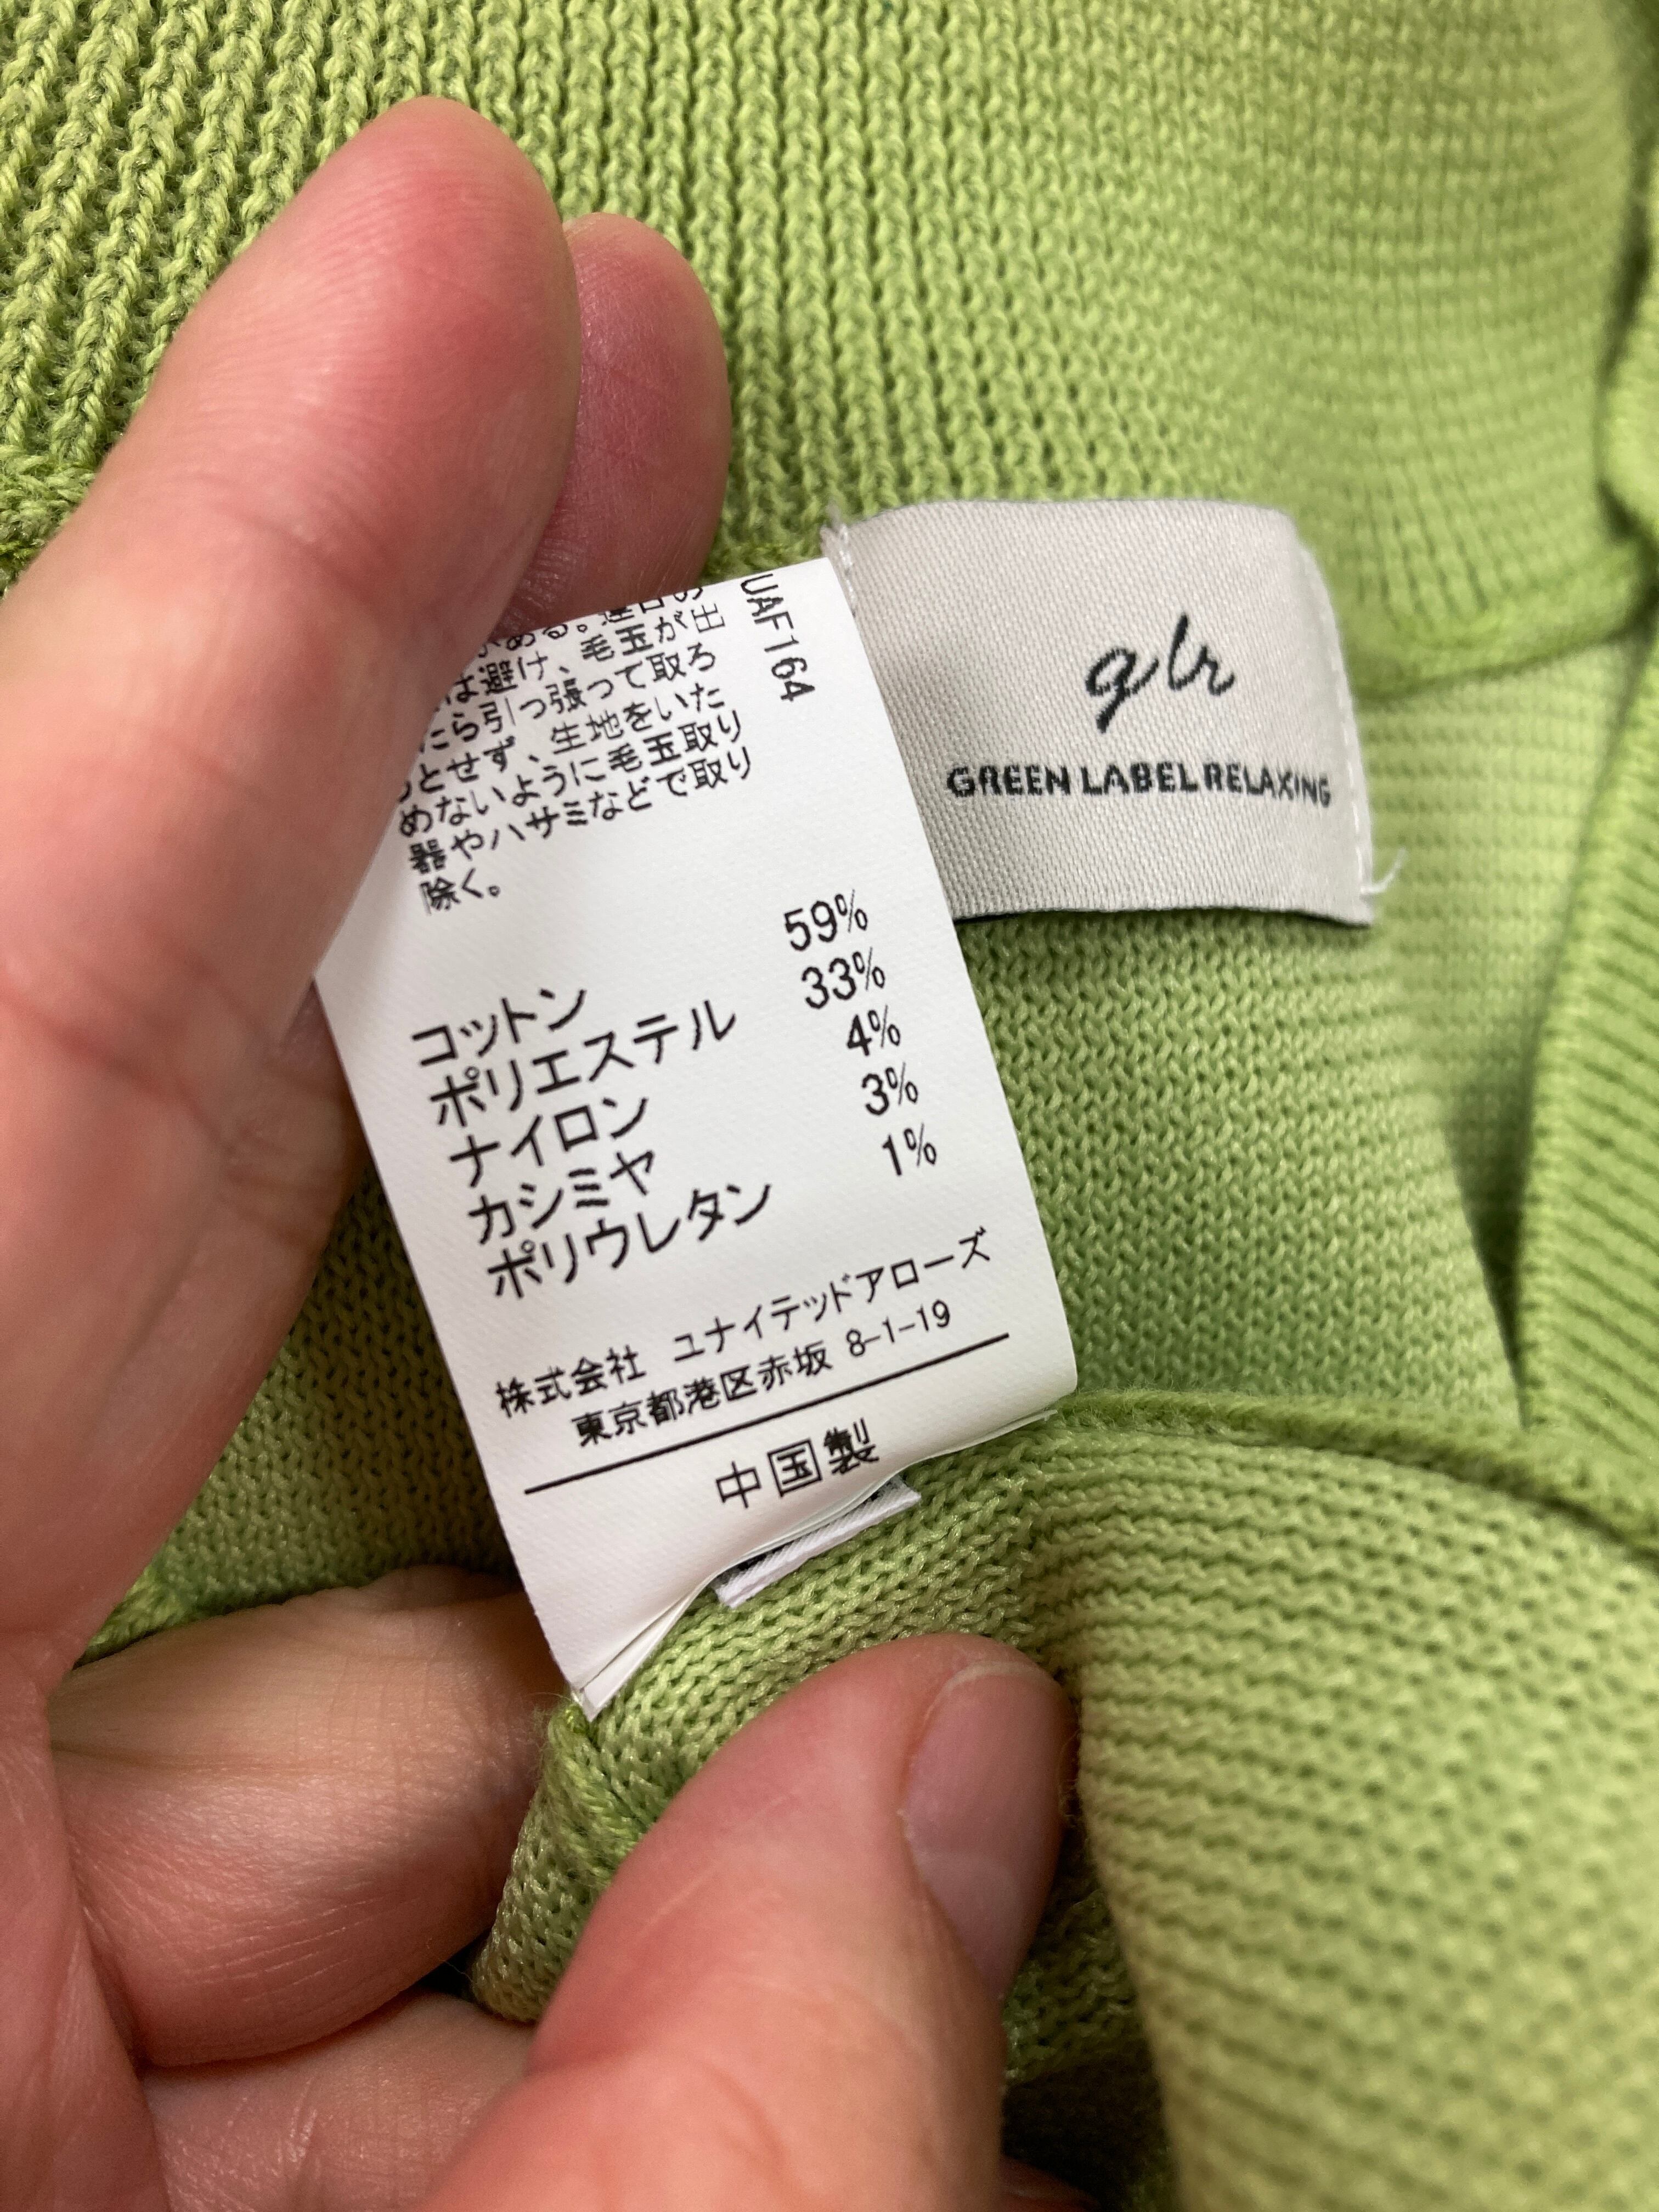 UAF164
ある。連日の
は避け、毛玉が出
たら引っ張って取ろ
うとせず、生地をいた
めないように毛玉取り
器やハサミなどで取り
除く。
コットン 59%
ポリエステル 33%
ナイロン 4%
カシミヤ 3%
ポリウレタン 1%
株式会社 ユナイテッドアローズ
東京都港区赤坂 8-1-19
中国製
glr
GREEN LABEL RELAXING